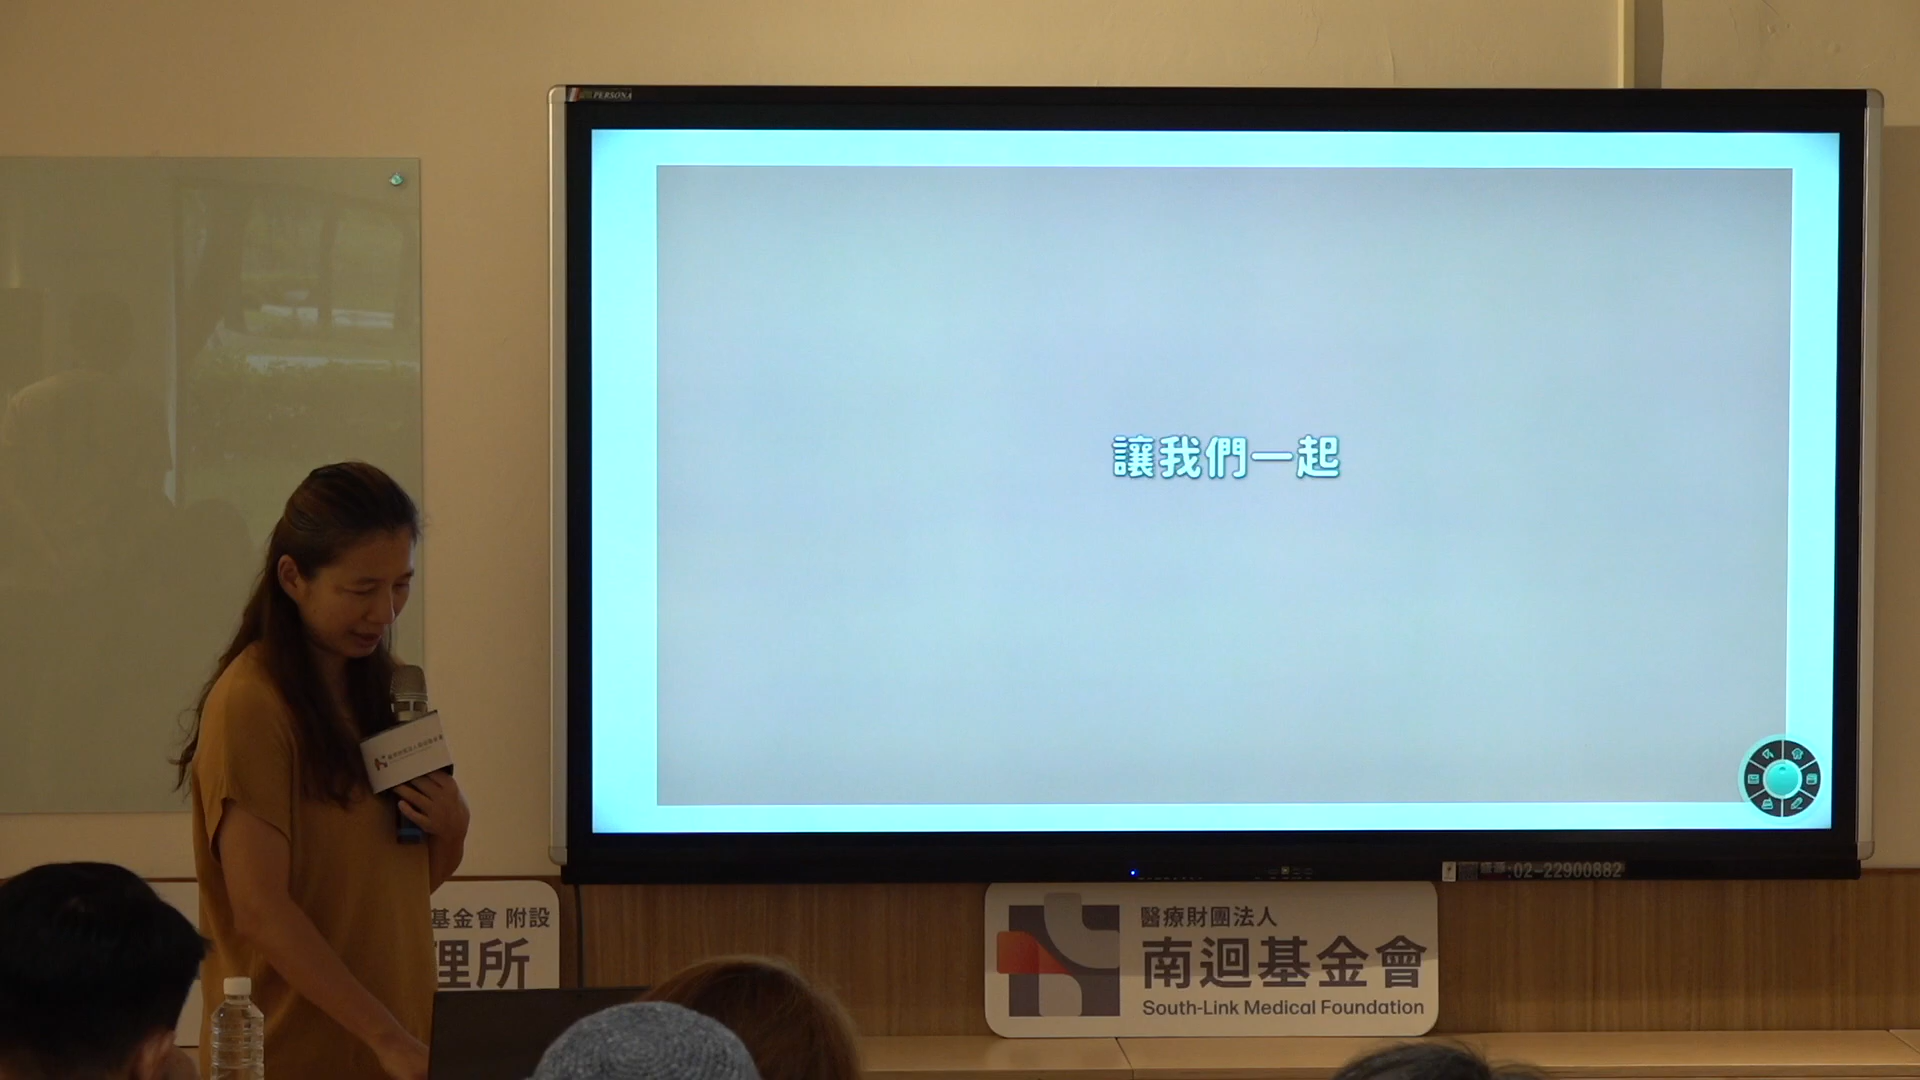 PERSONA
讓我們一起
:02-22900882
基金會 附設
理所
醫療財團法人
南迴基金會
South-Link Medical Foundation